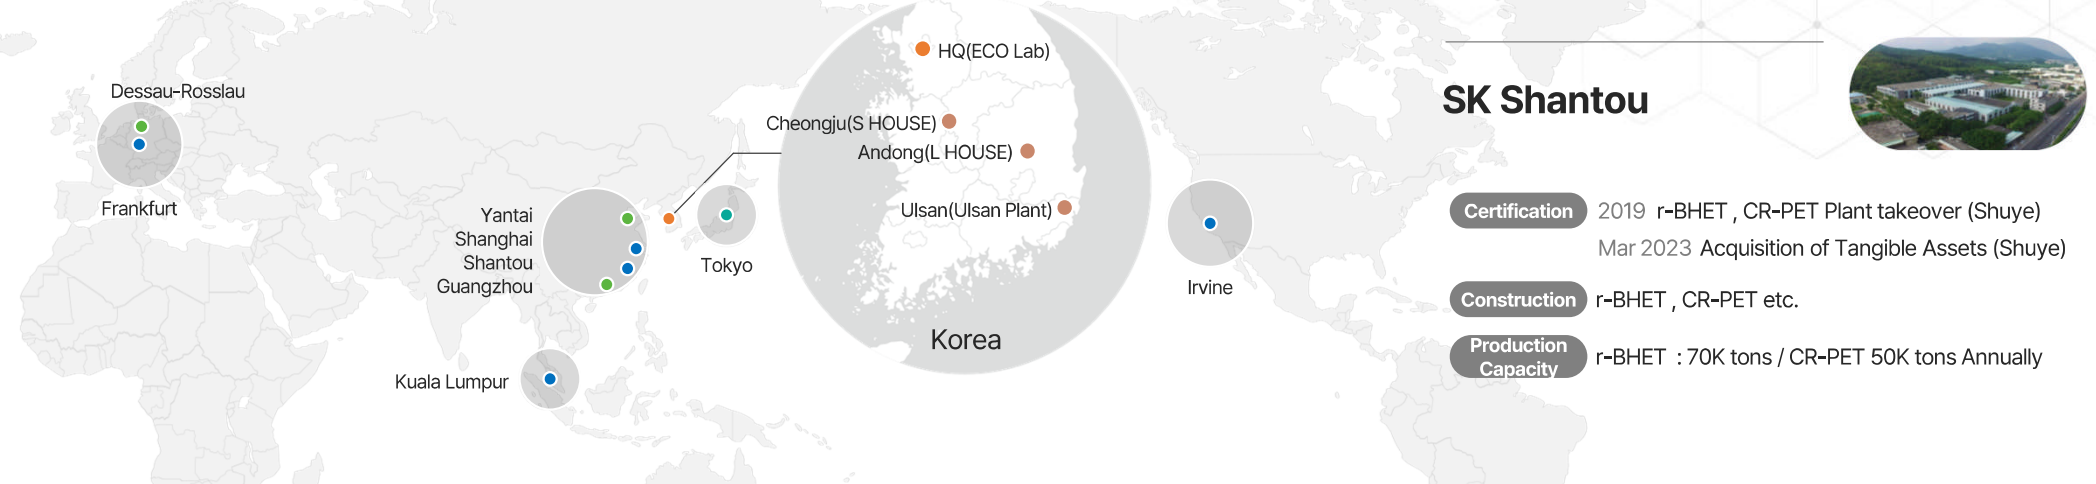 Dessau-Rosslau
Frankfurt
Yantai
Shanghai
Shantou
Guangzhou
Kuala Lumpur
Tokyo
HQ(ECO Lab)
Cheongju(S HOUSE)
Andong(L HOUSE)
Ulsan(Ulsan Plant)
Korea
Irvine
SK Shantou
Certification 2019 r-BHET , CR-PET Plant takeover (Shuye)
Mar 2023 Acquisition of Tangible Assets (Shuye)
Construction r-BHET , CR-PET etc.
Production
Capacity
r-BHET : 70K tons / CR-PET 50K tons Annually